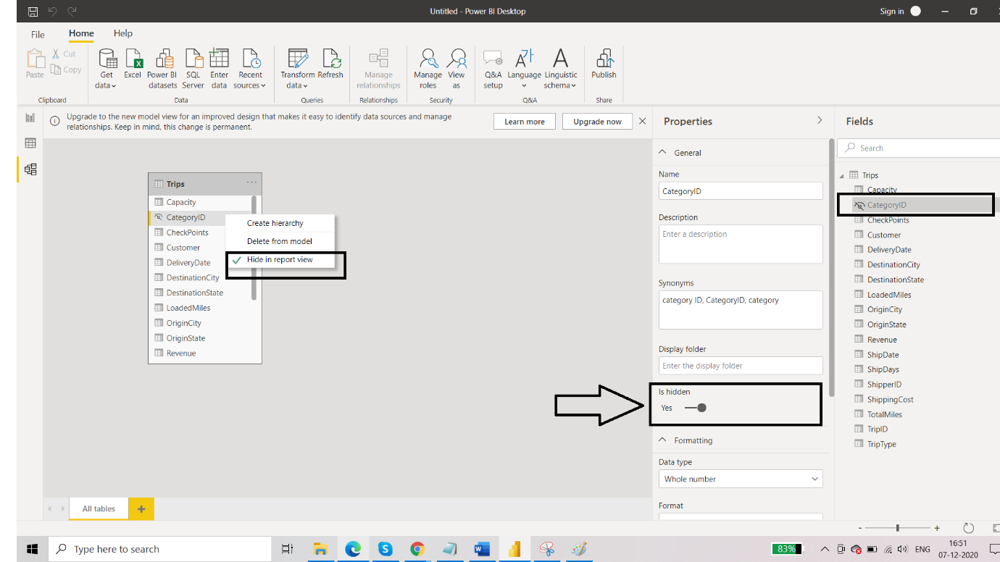 Untitled - Power BI Desktop
Sign in
File
Home
Help
Paste
Cut
Copy
Clipboard
Get
data
Excel
Power BI
datasets
SQL
Server
Enter
data
Recent
sources
Data
Transform
data
Refresh
Queries
Manage
relationships
Relationships
Manage
roles
View
as
Security
Q&A
setup
Language
Linguistic
schema
Q&A
Publish
Share
Upgrade to the new model view for an improved design that makes it easy to identify data sources and manage
relationships. Keep in mind, this change is permanent.
Learn more
Upgrade now
Trips
Capacity
CategoryID
CheckPoints
Customer
DeliveryDate
DestinationCity
DestinationState
LoadedMiles
OriginCity
OriginState
Revenue
Create hierarchy
Delete from model
Hide in report view
All tables
Properties
General
Name
CategoryID
Description
Enter a description
Synonyms
category ID, CategoryID, category
Display folder
Enter the display folder
Is hidden
Yes
Formatting
Data type
Whole number
Format
Fields
Search
Trips
Capacity
CategoryID
CheckPoints
Customer
DeliveryDate
DestinationCity
DestinationState
LoadedMiles
OriginCity
OriginState
Revenue
ShipDate
ShipDays
ShipperID
ShippingCost
TotalMiles
TripID
TripType
Type here to search
83%
ENG
16:51
07-12-2020